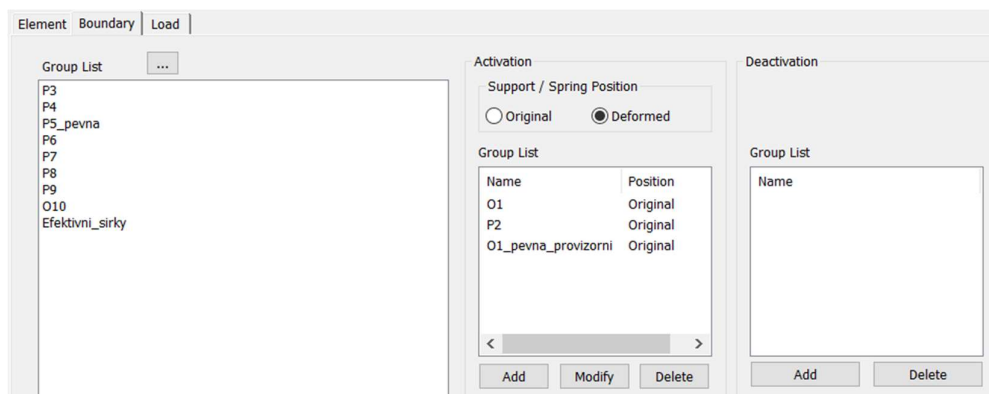 Element Boundary Load
Group List ...
P3
P4
P5_pevna
P6
P7
P8
P9
O10
Efektivni_sirky
Activation
Support / Spring Position
Original Deformed
Group List
Name Position
O1 Original
P2 Original
O1_pevna_provizorni Original
Add Modify Delete
Deactivation
Group List
Name
Add Delete